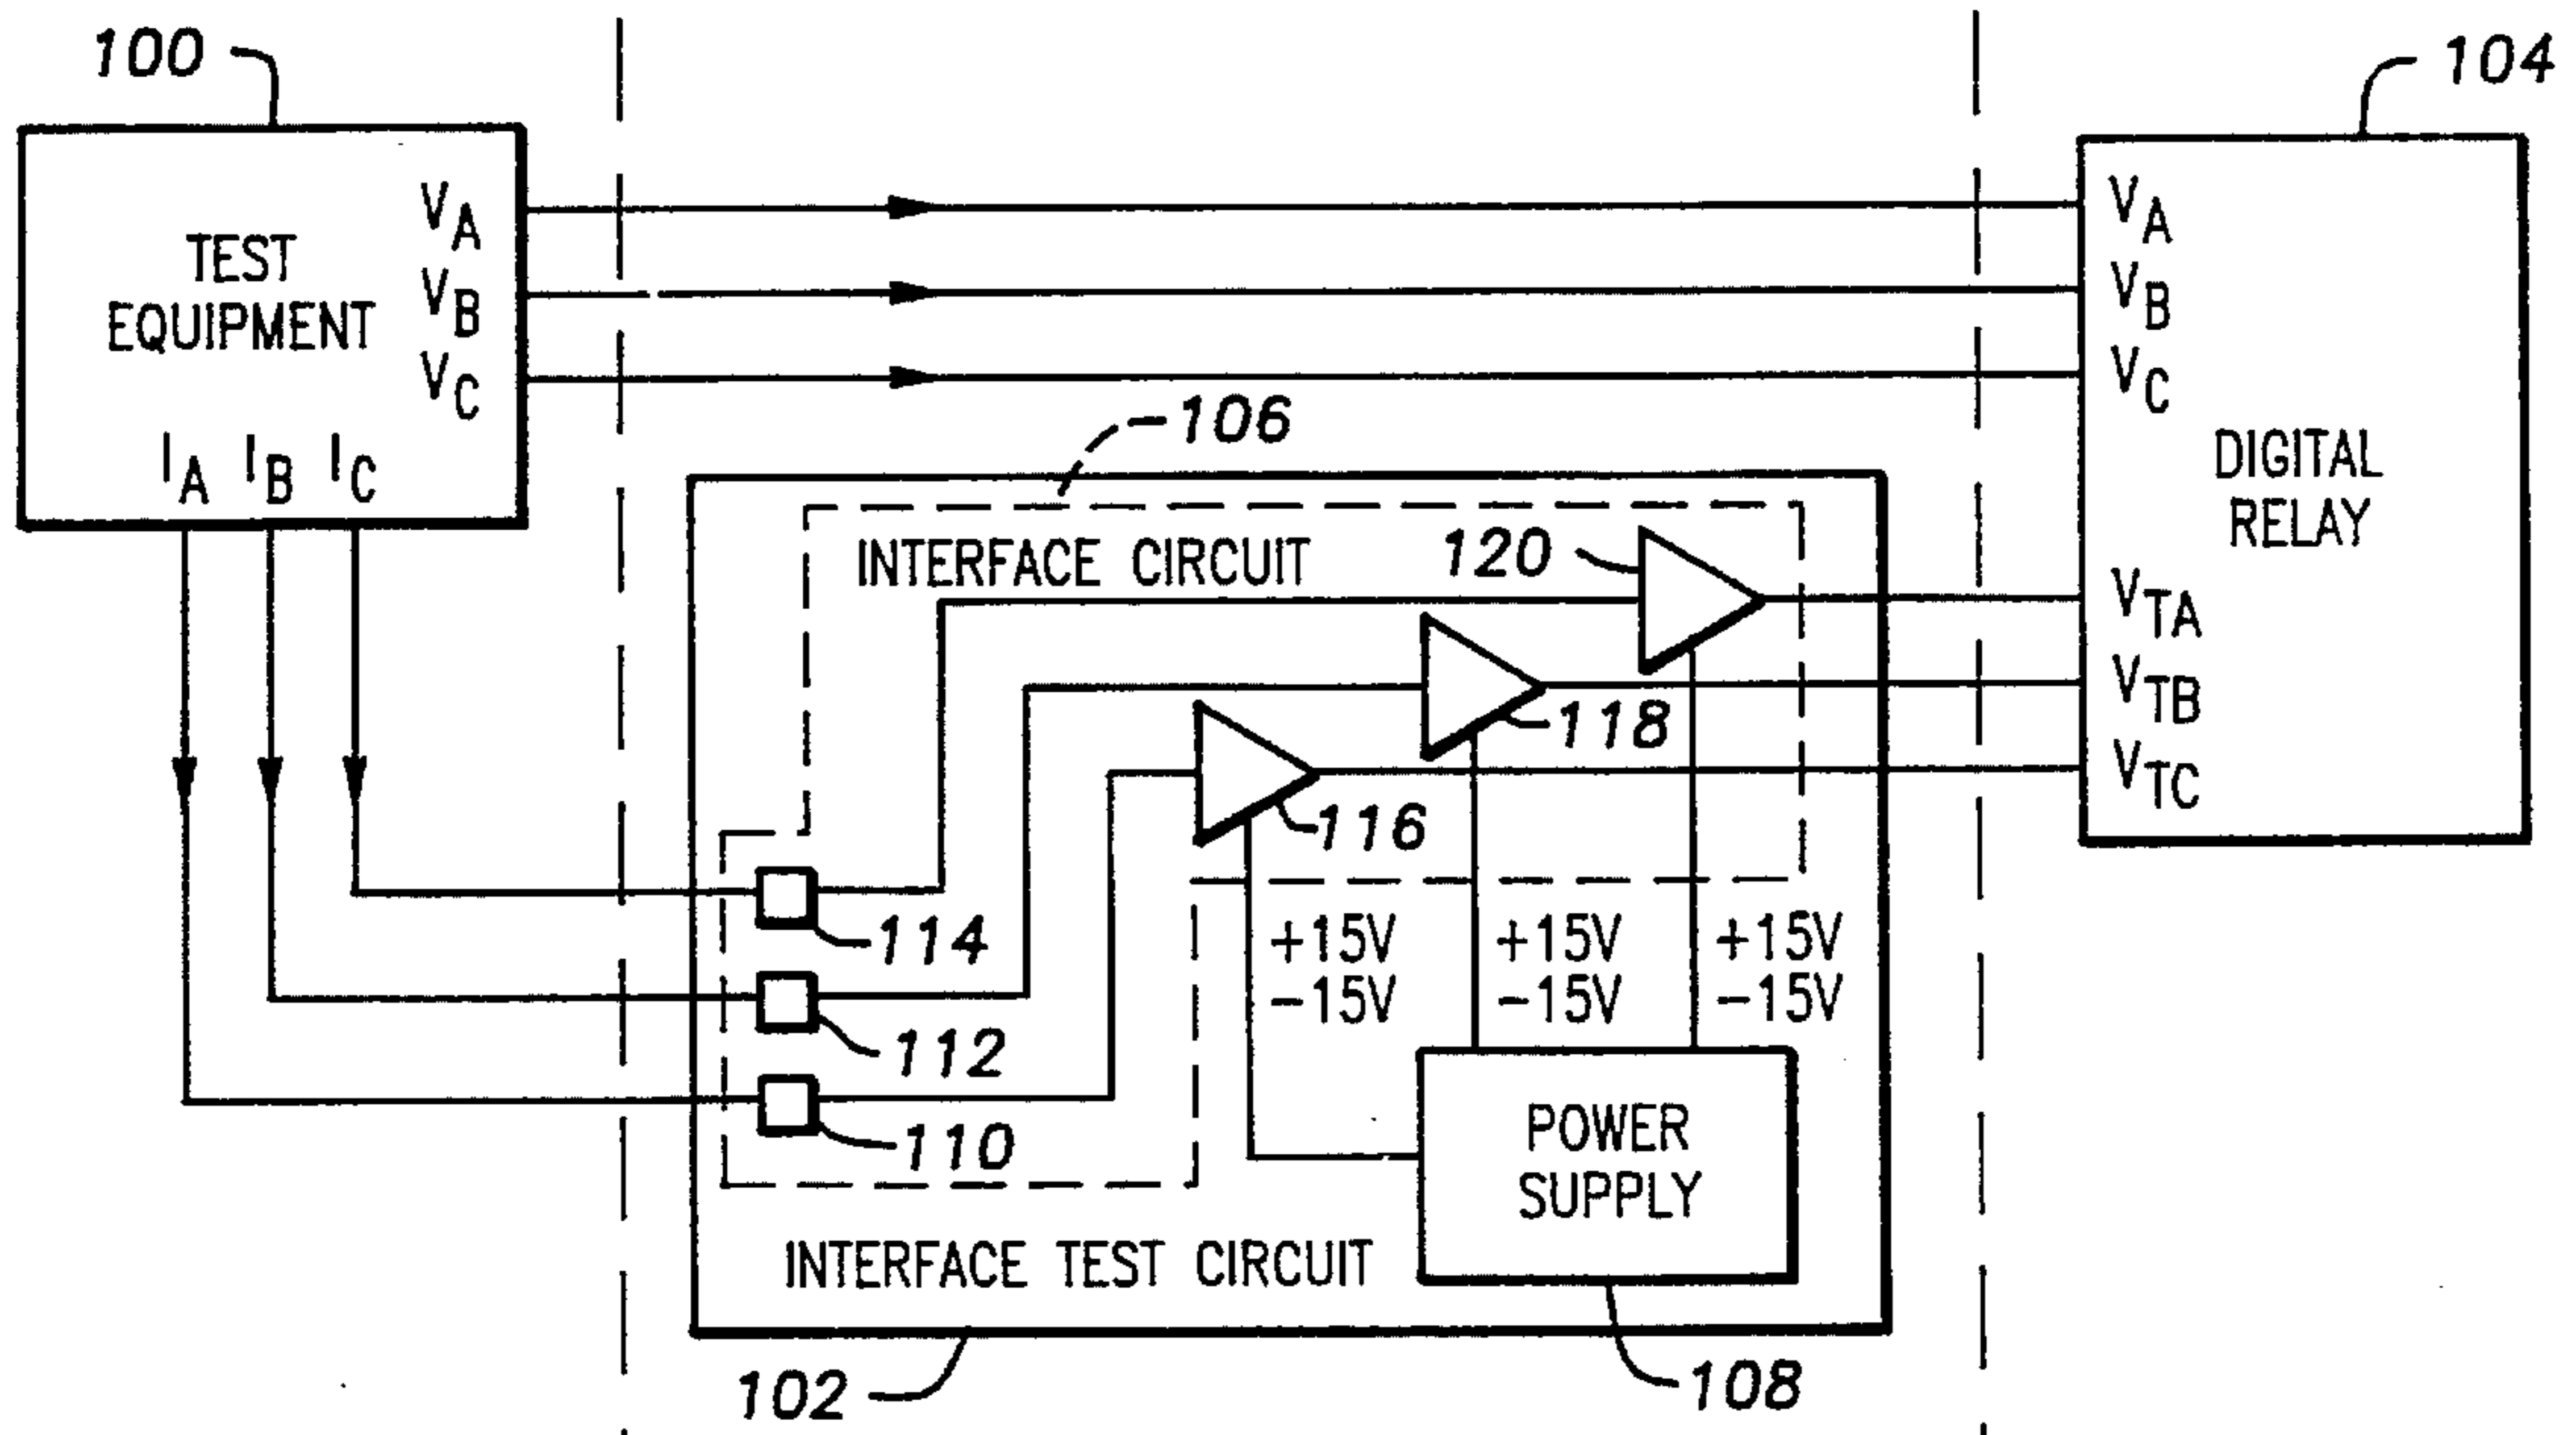 100
104
TEST
EQUIPMENT
VA
VB
VC
IA IB IC
VA
VB
VC
DIGITAL
RELAY
VTA
VTB
VTC
106
INTERFACE CIRCUIT
120
118
116
114
112
110
+15V
-15V
+15V
-15V
+15V
-15V
POWER
SUPPLY
INTERFACE TEST CIRCUIT
102
108